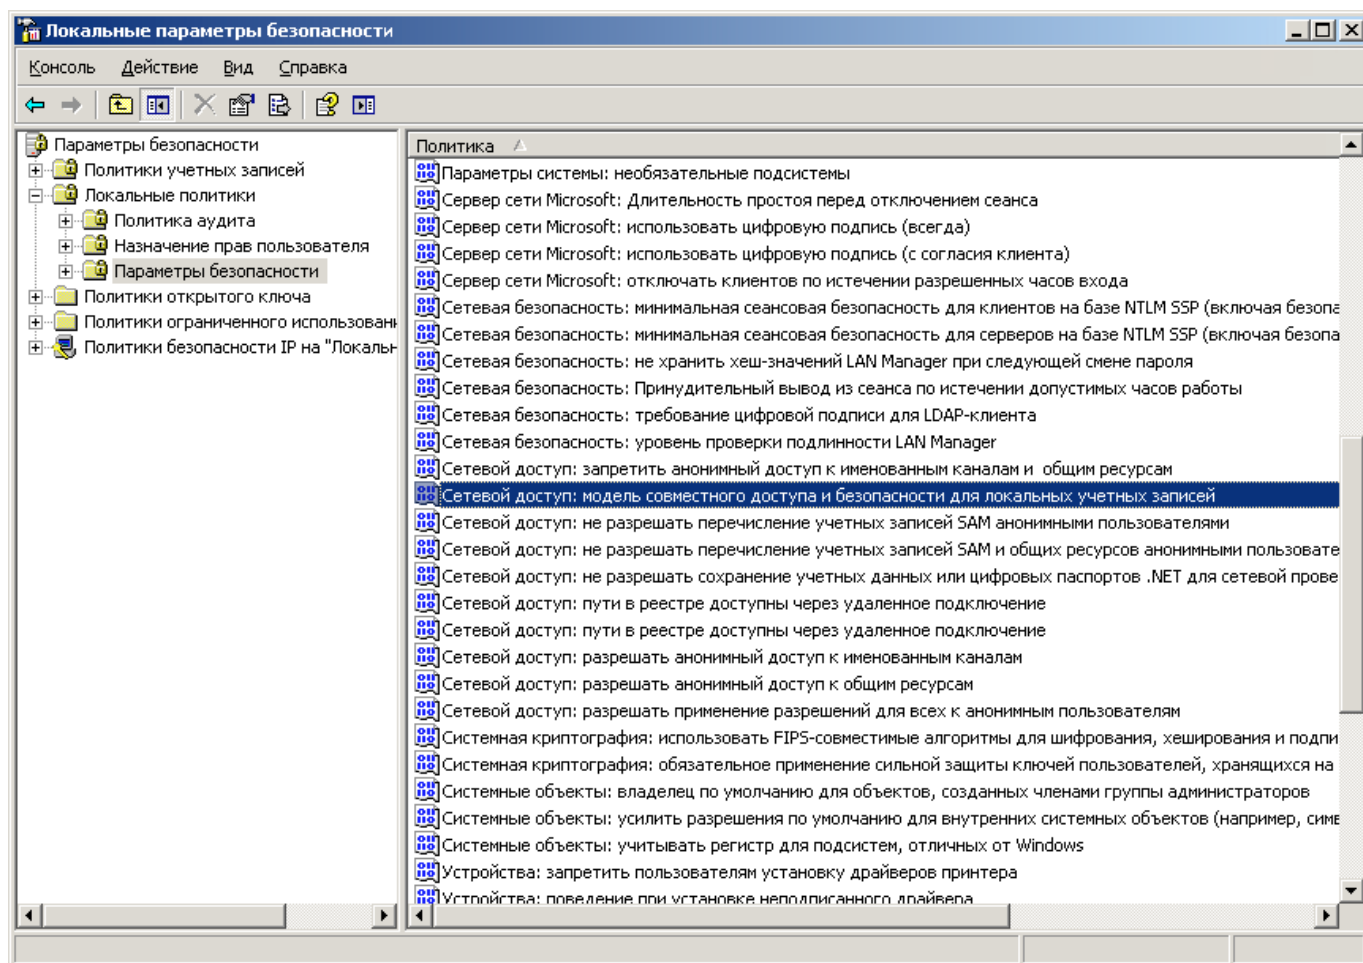 Локальные параметры безопасности
Консоль Действие Вид Справка
Параметры безопасности
Политики учетных записей
Локальные политики
Политика аудита
Назначение прав пользователя
Параметры безопасности
Политики открытого ключа
Политики ограниченного использован
Политики безопасности IP на "Локальн
Политика
Параметры системы: необязательные подсистемы
Сервер сети Microsoft: Длительность простоя перед отключением сеанса
Сервер сети Microsoft: использовать цифровую подпись (всегда)
Сервер сети Microsoft: использовать цифровую подпись (с согласия клиента)
Сервер сети Microsoft: отключать клиентов по истечении разрешенных часов входа
Сетевая безопасность: минимальная сеансовая безопасность для клиентов на базе NTLM SSP (включая безопа
Сетевая безопасность: минимальная сеансовая безопасность для серверов на базе NTLM SSP (включая безопа
Сетевая безопасность: не хранить хеш-значений LAN Manager при следующей смене пароля
Сетевая безопасность: Принудительный вывод из сеанса по истечении допустимых часов работы
Сетевая безопасность: требование цифровой подписи для LDAP-клиента
Сетевая безопасность: уровень проверки подлинности LAN Manager
Сетевой доступ: запретить анонимный доступ к именованным каналам и общим ресурсам
Сетевой доступ: модель совместного доступа и безопасности для локальных учетных записей
Сетевой доступ: не разрешать перечисление учетных записей SAM анонимными пользователями
Сетевой доступ: не разрешать перечисление учетных записей SAM и общих ресурсов анонимными пользовате
Сетевой доступ: не разрешать сохранение учетных данных или цифровых паспортов .NET для сетевой прове
Сетевой доступ: пути в реестре доступны через удаленное подключение
Сетевой доступ: пути в реестре доступны через удаленное подключение
Сетевой доступ: разрешать анонимный доступ к именованным каналам
Сетевой доступ: разрешать анонимный доступ к общим ресурсам
Сетевой доступ: разрешать применение разрешений для всех к анонимным пользователям
Системная криптография: использовать FIPS-совместимые алгоритмы для шифрования, хеширования и подпи
Системная криптография: обязательное применение сильной защиты ключей пользователей, хранящихся на
Системные объекты: владелец по умолчанию для объектов, созданных членами группы администраторов
Системные объекты: усилить разрешения по умолчанию для внутренних системных объектов (например, симв
Системные объекты: учитывать регистр для подсистем, отличных от Windows
Устройства: запретить пользователям установку драйверов принтера
Устройства: поведение при установке неподписанного драйвера